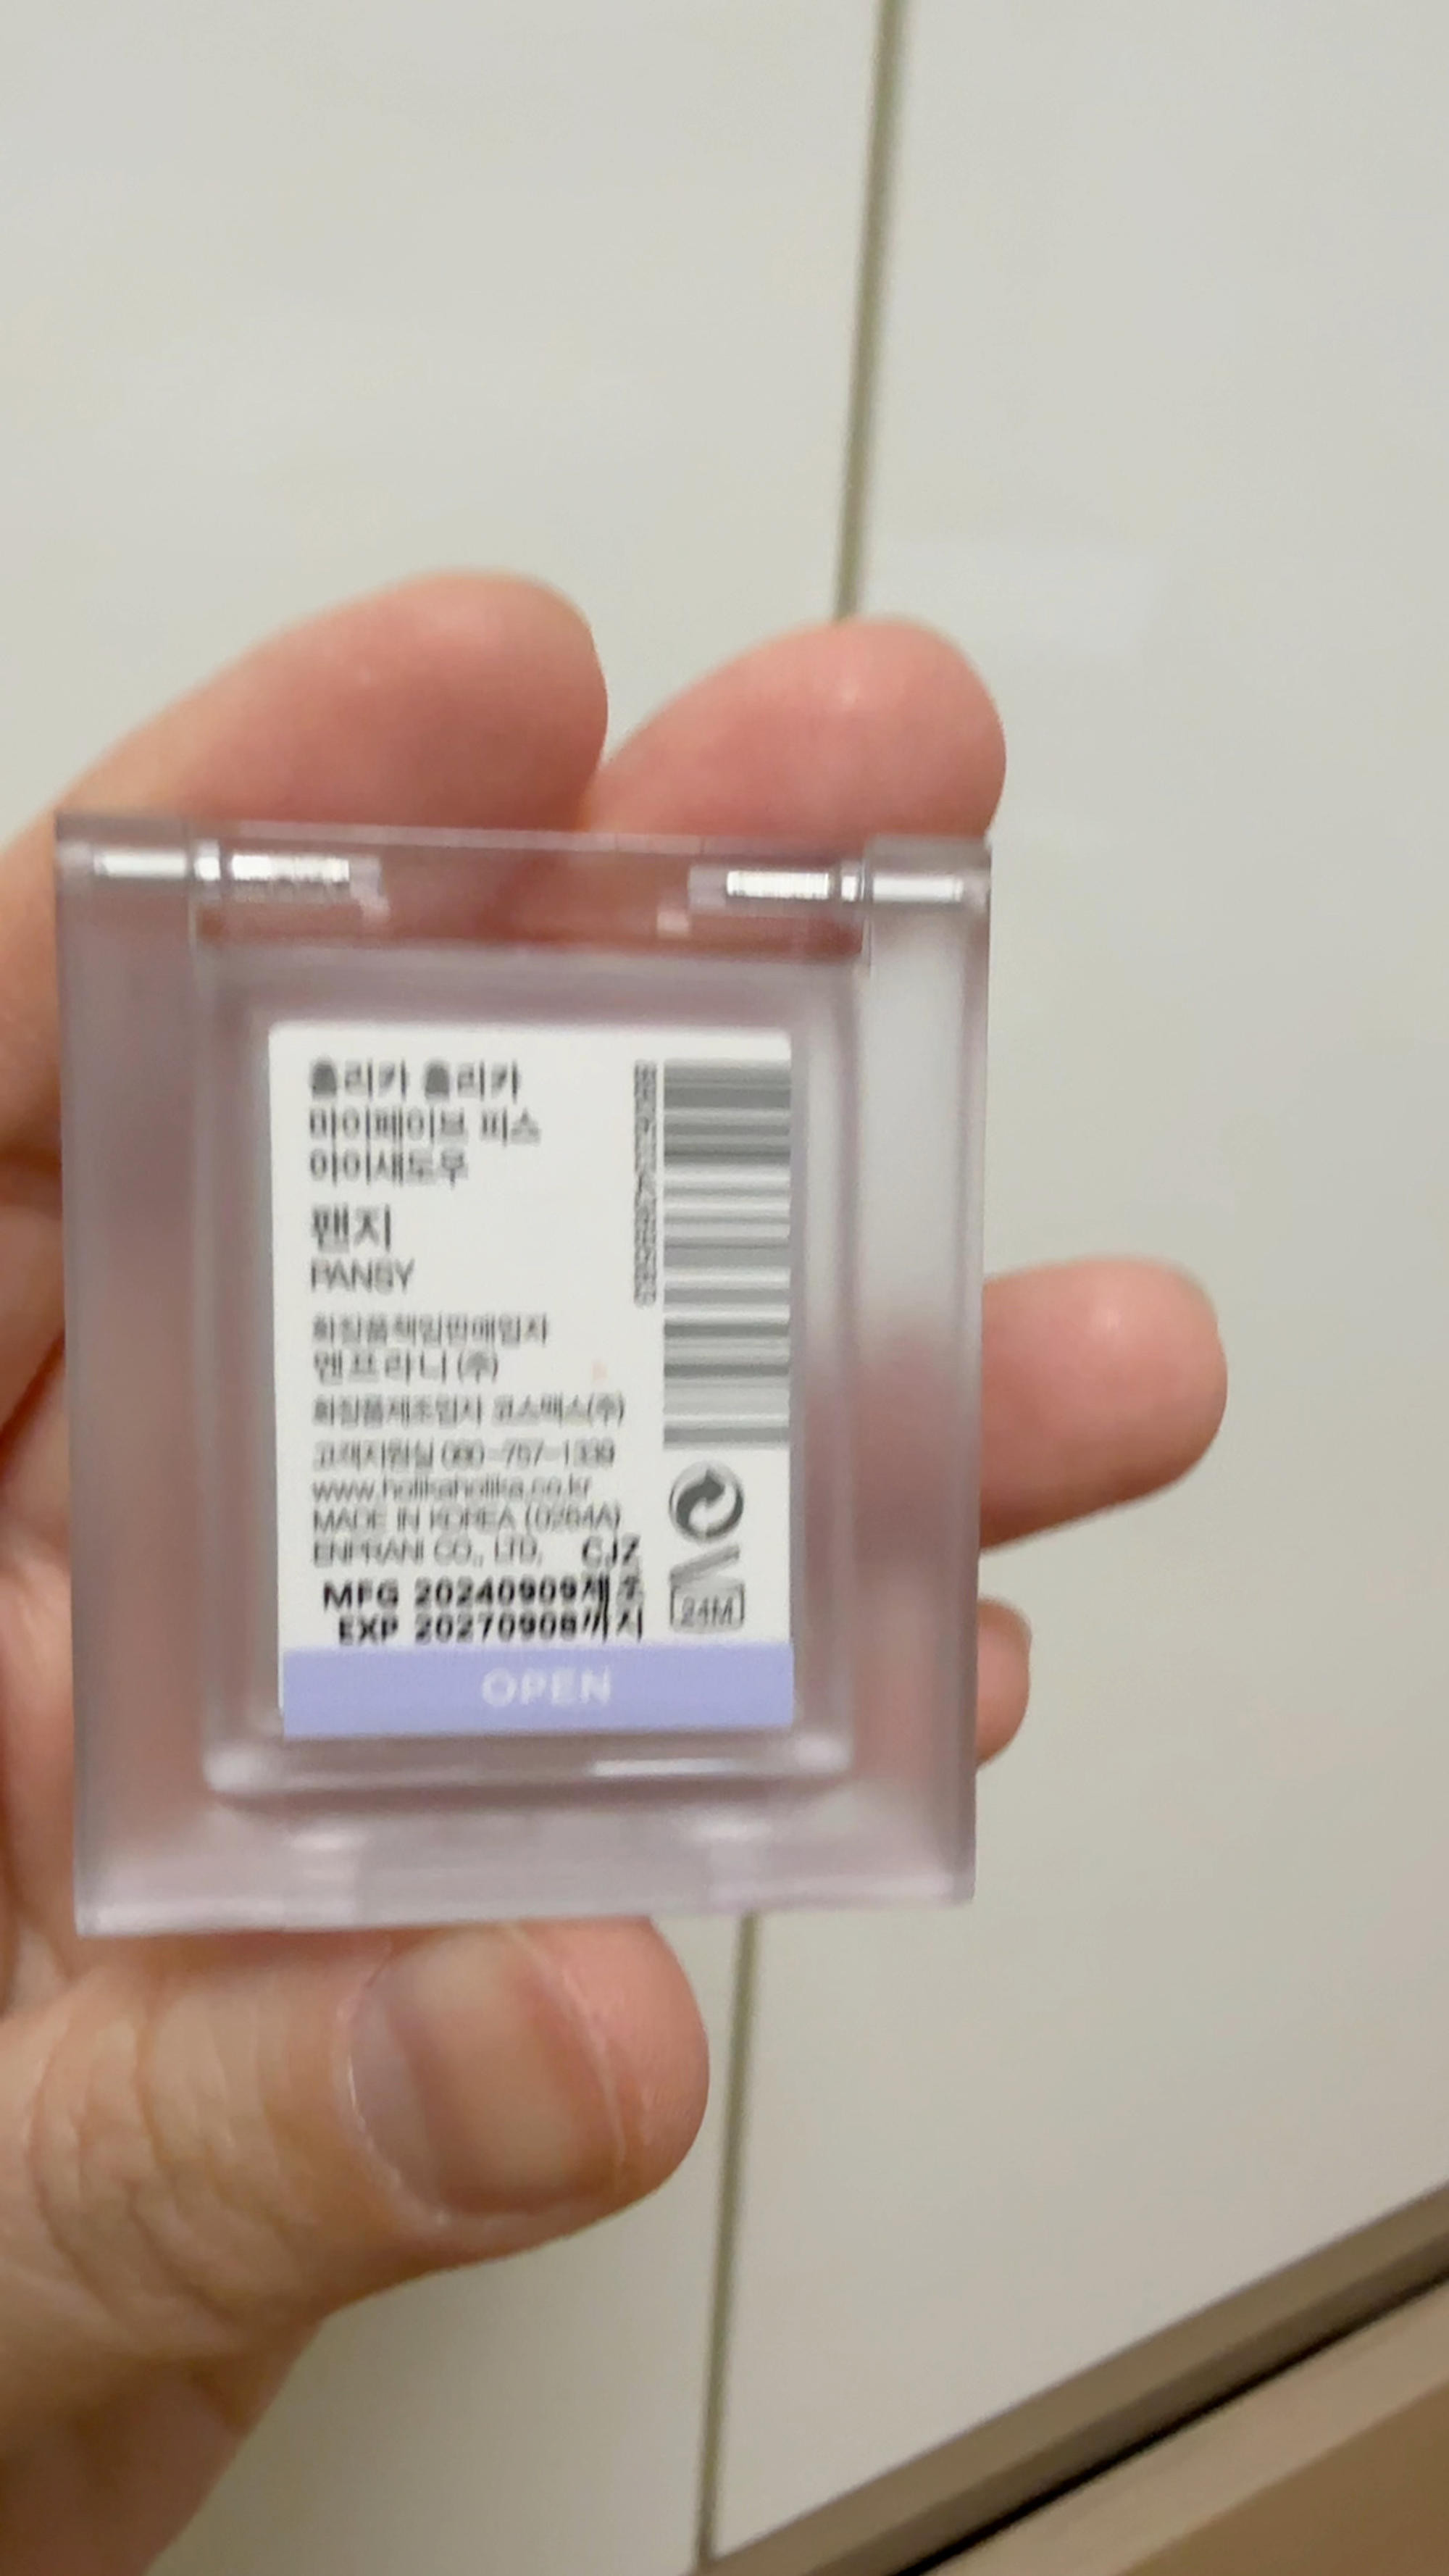 홀리카 홀리카
마이페이브 피스
아이섀도우
팬지
PANSY
화장품책임판매업자
엔프라니(주)
화장품제조업자 코스맥스(주)
고객지원실 080-757-1339
www.holikaholika.co.kr
MADE IN KOREA (0264A)
ENPRANI CO., LTD. CJZ
MFG 20240909제조
EXP 20270908까지
24M
OPEN